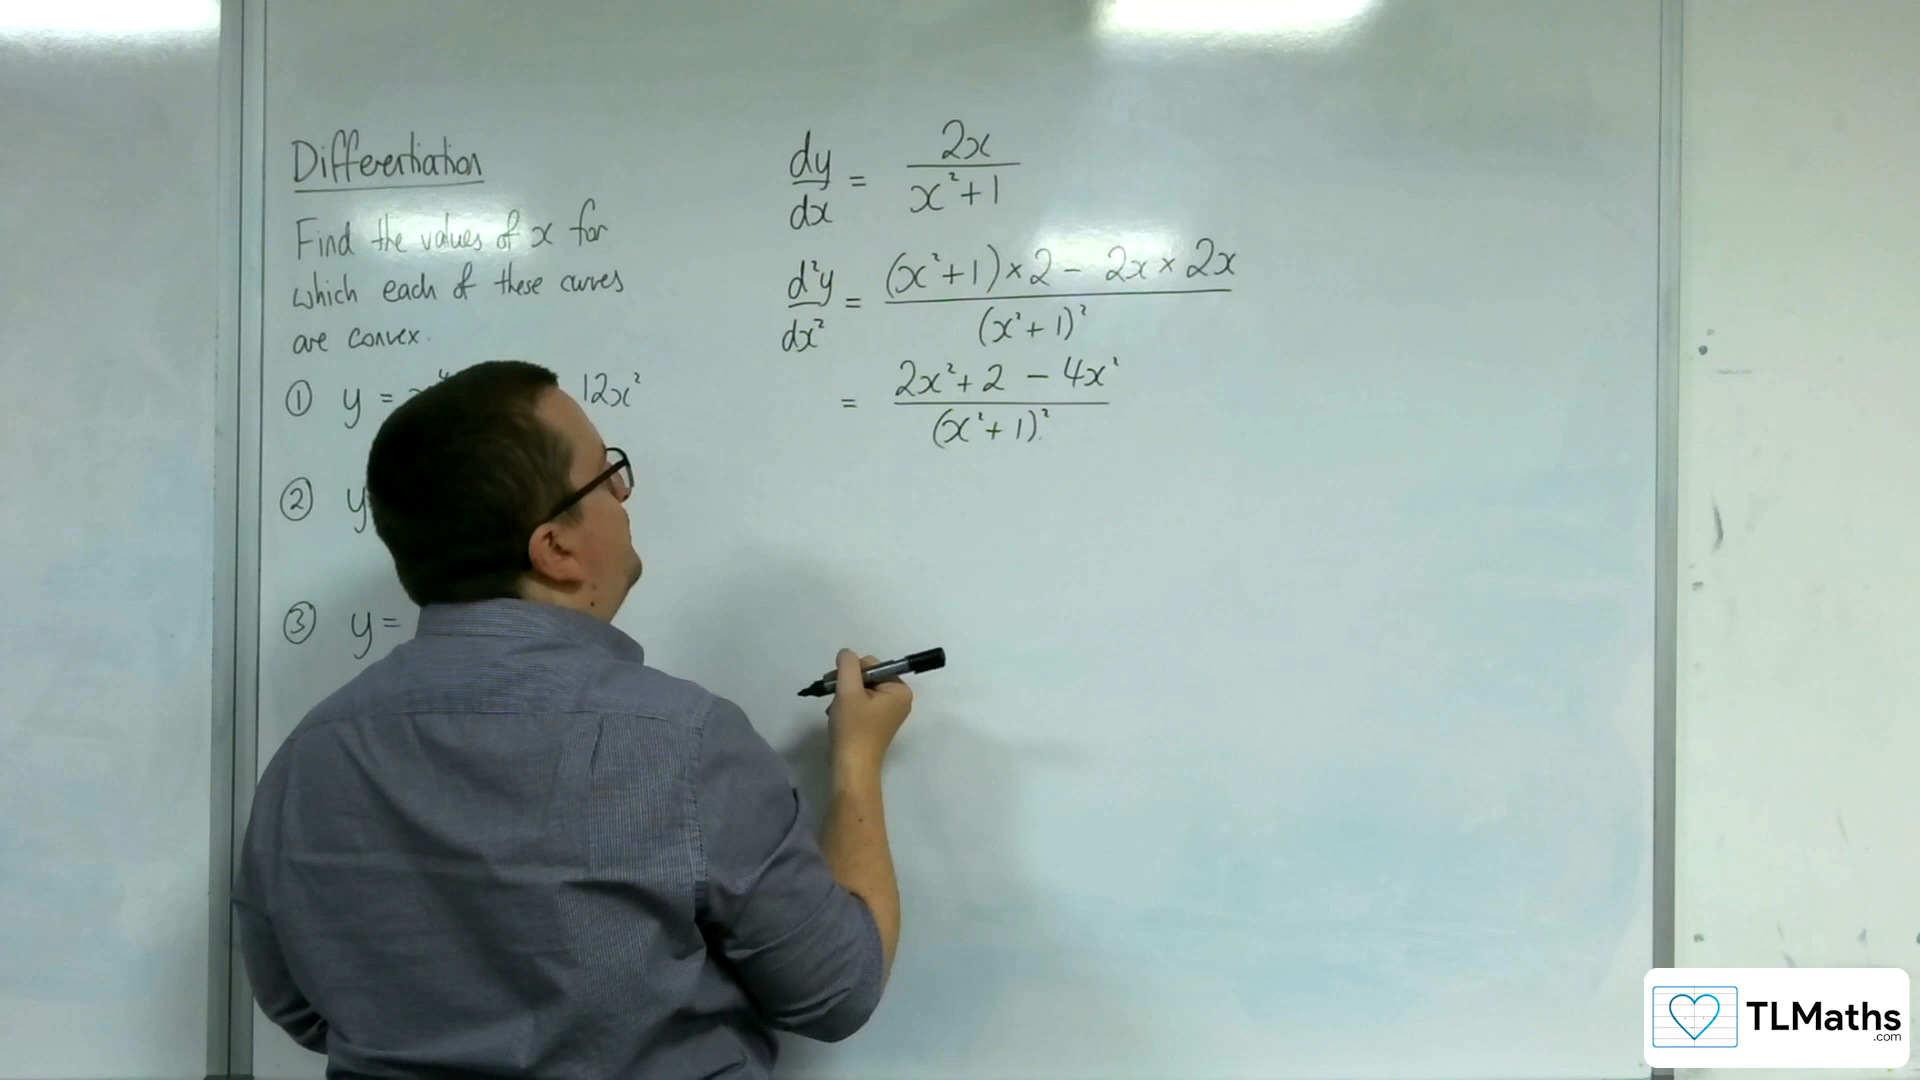 Differentiation
Find the values of x for
which each of these curves
are convex.
① y = x⁴ 12x²
② y
③ y =
dy/dx = 2x/(x²+1)
d²y/dx² = ((x²+1)×2 - 2x×2x)/(x²+1)²
= (2x²+2 - 4x²)/(x²+1)²
TLMaths
.com